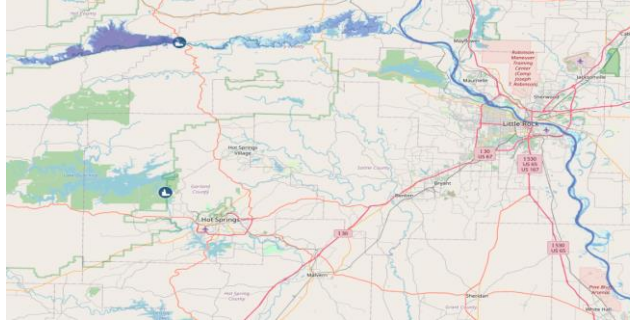 Robinson
Maneuver
Training
Center
(Camp
Joseph
T Robinson)
Maumelle
Jacksonville
Sherwood
Little Rock
Hot Springs
Village
I 30
US 67
I 530
US 65
US 167
Saline County
Garland
County
Bryant
Benton
Hot Springs
I 30
I 530
US 65
Malvern
Pine Bluff
Arsenal
Hot Spring
County
Sheridan
Grant County
White Hall